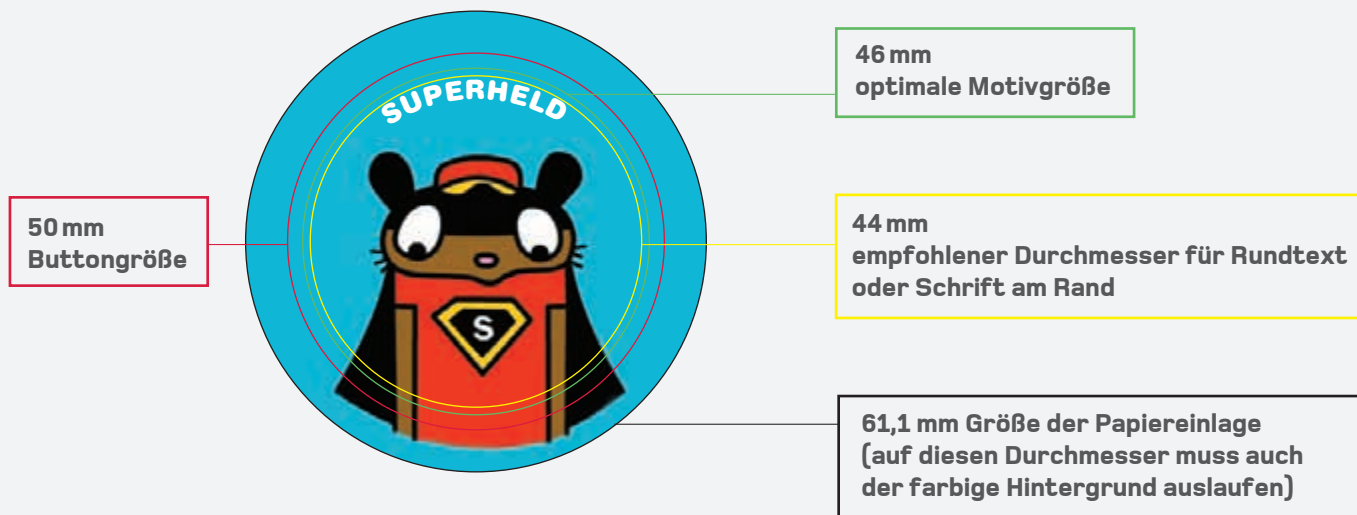 SUPERHELD
S
50 mm
Buttongröße
46 mm
optimale Motivgröße
44 mm
empfohlener Durchmesser für Rundtext
oder Schrift am Rand
61,1 mm Größe der Papiereinlage
(auf diesen Durchmesser muss auch
der farbige Hintergrund auslaufen)